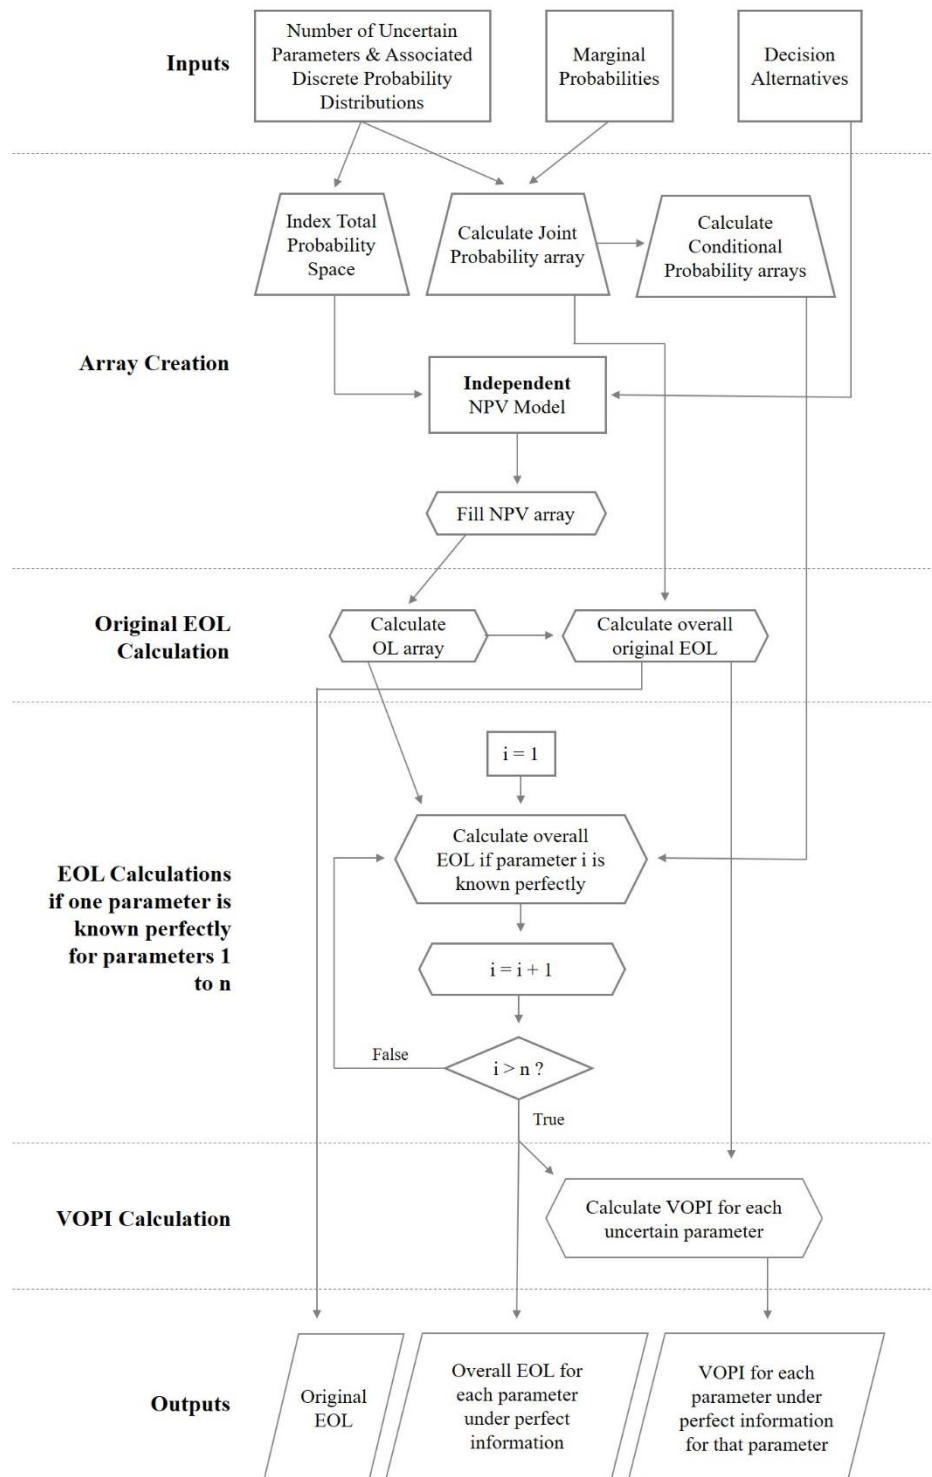 Inputs
Number of Uncertain
Parameters & Associated
Discrete Probability
Distributions
Marginal
Probabilities
Decision
Alternatives
Array Creation
Index Total
Probability
Space
Calculate Joint
Probability array
Calculate
Conditional
Probability arrays
Independent
NPV Model
Fill NPV array
Original EOL
Calculation
Calculate
OL array
Calculate overall
original EOL
EOL Calculations
if one parameter is
known perfectly
for parameters 1
to n
i = 1
Calculate overall
EOL if parameter i is
known perfectly
i = i + 1
i > n ?
False
True
VOPI Calculation
Calculate VOPI for each
uncertain parameter
Outputs
Original
EOL
Overall EOL for
each parameter
under perfect
information
VOPI for each
parameter under
perfect information
for that parameter